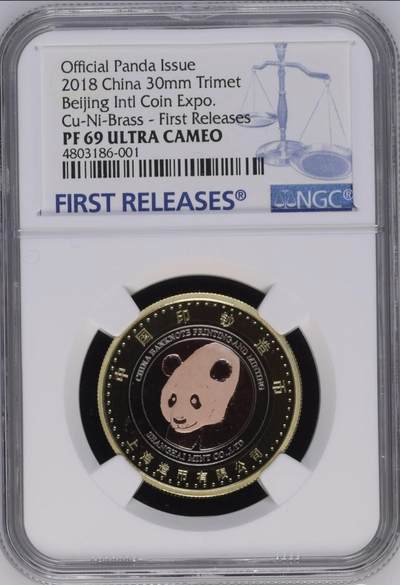 Official Panda Issue
2018 China 30mm Trimet
Beijing Intl Coin Expo.
Cu-Ni-Brass - First Releases
PF 69 ULTRA CAMEO
4803186-001
FIRST RELEASES®
NGC®
中国印钞造币
CHINA BANKNOTE PRINTING AND MINTING
SHANGHAI MINT CO.,LTD
上海造币有限公司